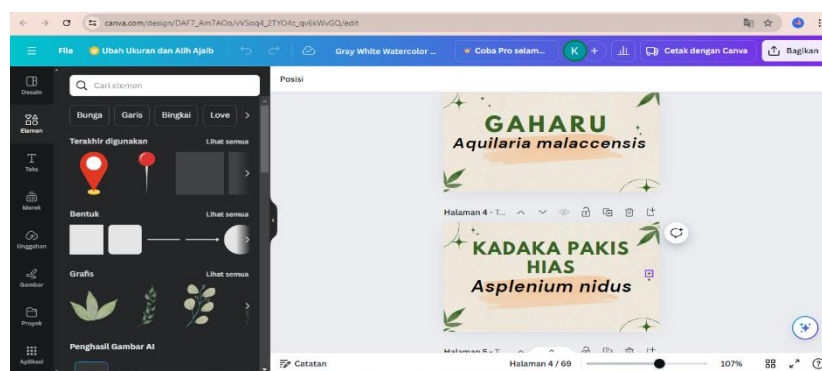 canva.com/design/DAF7_Am7AOo/vVSoq4_2TYO4c_qv6kWvGQ/edit
File Ubah Ukuran dan Alih Ajaib Gray White Watercolor ... Coba Pro selam... K + Cetak dengan Canva Bagikan
Desain
Elemen
Teks
Merek
Unggahan
Gambar
Proyek
Aplikasi
Cari elemen
Bunga Garis Bingkai Love
Terakhir digunakan Lihat semua
Bentuk Lihat semua
Grafis Lihat semua
Penghasil Gambar AI
Posisi
GAHARU
Aquilaria malaccensis
Halaman 4 - T...
KADAKA PAKIS
HIAS
Asplenium nidus
Halaman 5 - T...
Catatan Halaman 4 / 69 107%